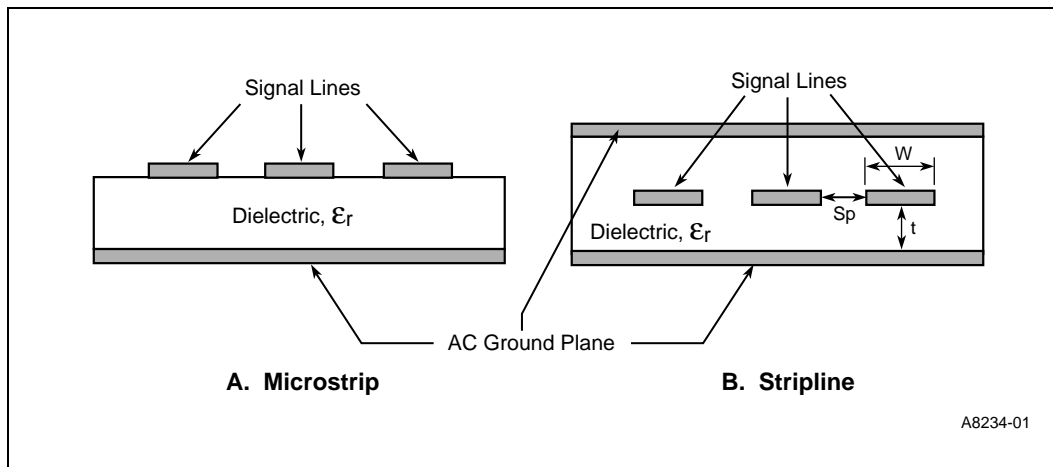 Signal Lines
Signal Lines
W
Sp
t
Dielectric, εr
Dielectric, εr
AC Ground Plane
A. Microstrip
B. Stripline
A8234-01